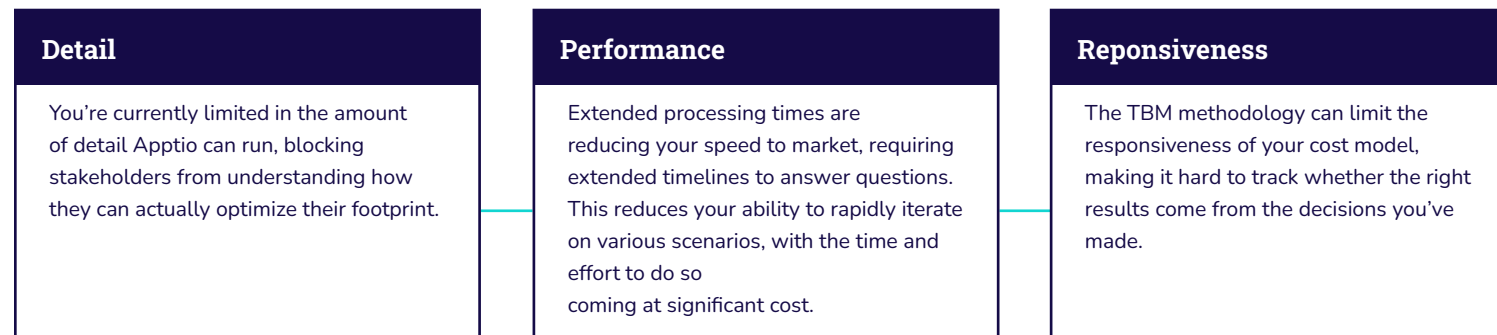 Detail
You’re currently limited in the amount
of detail Apptio can run, blocking
stakeholders from understanding how
they can actually optimize their footprint.
Performance
Extended processing times are
reducing your speed to market, requiring
extended timelines to answer questions.
This reduces your ability to rapidly iterate
on various scenarios, with the time and
effort to do so
coming at significant cost.
Reponsiveness
The TBM methodology can limit the
responsiveness of your cost model,
making it hard to track whether the right
results come from the decisions you’ve
made.